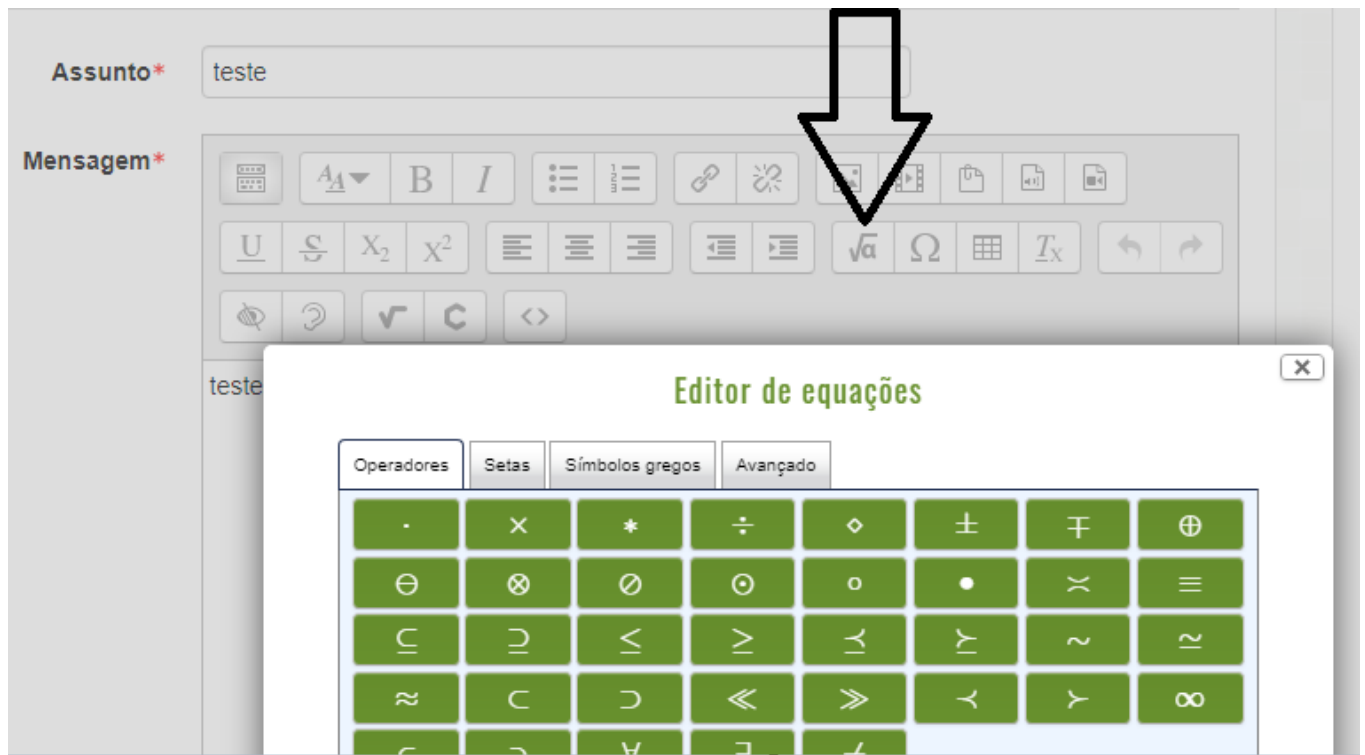 Assunto*
teste
Mensagem*
teste
Editor de equações
Operadores
Setas
Símbolos gregos
Avançado
· × * ÷ ⋄ ± ∓ ⊕
⊖ ⊗ ⊘ ⊙ ∘ • ≍ ≡
⊆ ⊇ ≤ ≥ ⪯ ⪰ ∼ ≃
≈ ⊂ ⊃ ≪ ≫ ≺ ≻ ∞